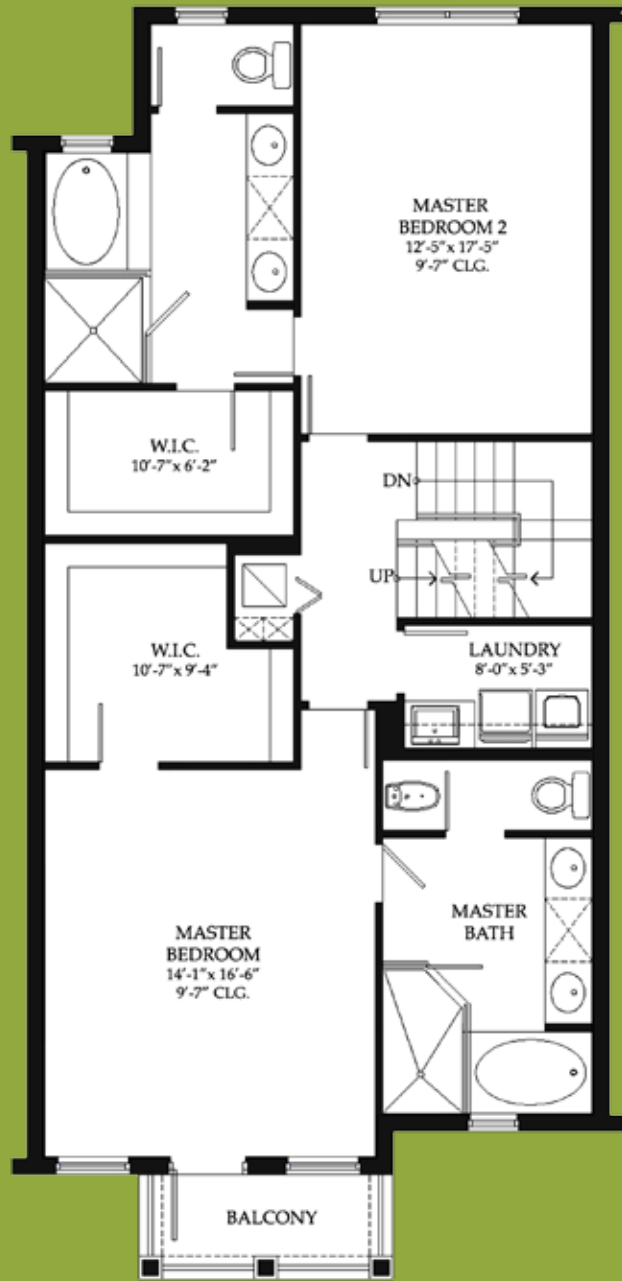 MASTER
BEDROOM 2
12'-5" x 17'-5"
9'-7" CLG.
W.I.C.
10'-7" x 6'-2"
DN
UP
W.I.C.
10'-7" x 9'-4"
LAUNDRY
8'-0" x 5'-3"
MASTER
BATH
MASTER
BEDROOM
14'-1" x 16'-6"
9'-7" CLG.
BALCONY